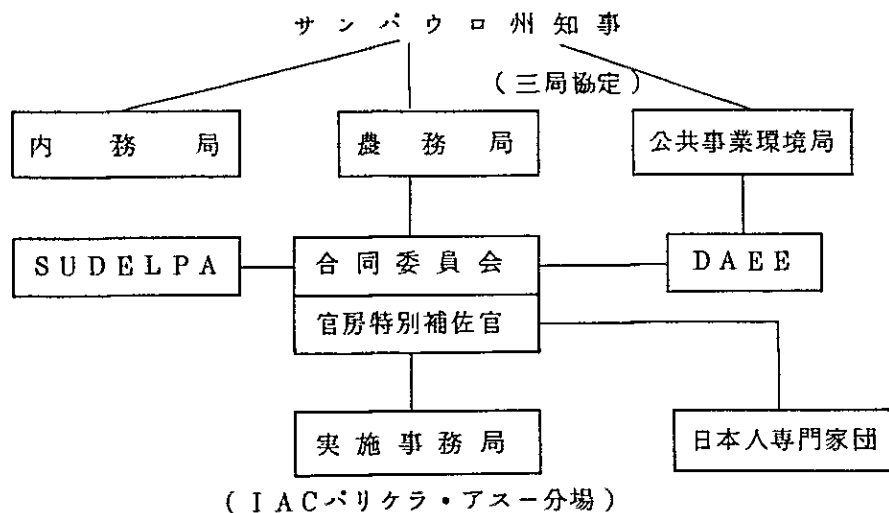 サンパウロ州知事
(三局協定)
内務局 農務局 公共事業環境局
SUDELPA 合同委員会 DAEE
官房特別補佐官
実施事務局 日本人専門家団
(IACパリケラ・アスー分場)